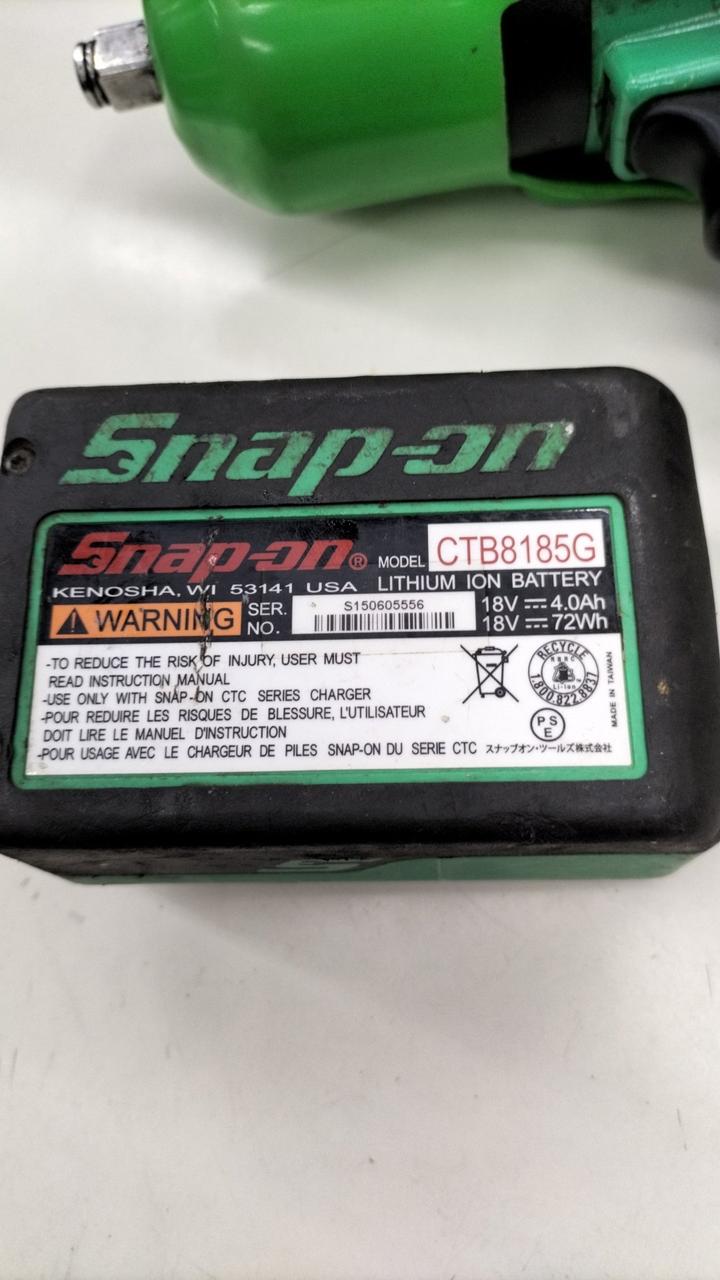 Snap-on
Snap-on® MODEL CTB8185G
KENOSHA, WI 53141 USA LITHIUM ION BATTERY
WARNING SER. NO. S150605556 18V 4.0Ah
18V 72Wh
-TO REDUCE THE RISK OF INJURY, USER MUST
READ INSTRUCTION MANUAL
-USE ONLY WITH SNAP-ON CTC SERIES CHARGER
-POUR REDUIRE LES RISQUES DE BLESSURE, L'UTILISATEUR
DOIT LIRE LE MANUEL D'INSTRUCTION
-POUR USAGE AVEC LE CHARGEUR DE PILES SNAP-ON DU SERIE CTC
RECYCLE
Li-ion
1.800.822.8837
PS
E
スナップオン・ツールズ株式会社
MADE IN TAIWAN